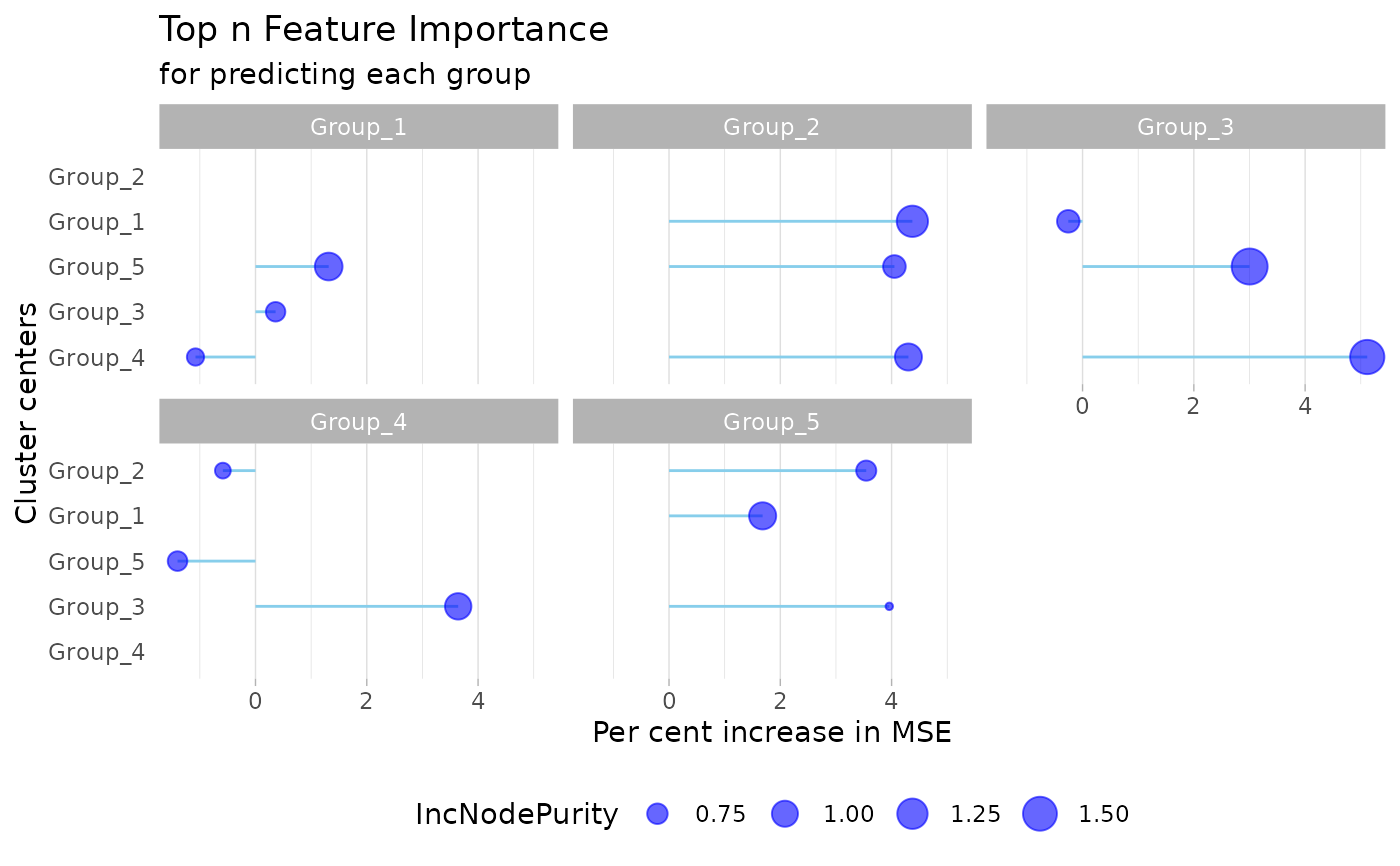 Top n Feature Importance
for predicting each group
Group_1 Group_2 Group_3
Group_2
Group_1
Group_5
Group_3
Group_4
0 2 4
Group_4 Group_5
Group_2
Group_1
Group_5
Group_3
Group_4
0 2 4 0 2 4
Cluster centers
Per cent increase in MSE
IncNodePurity 0.75 1.00 1.25 1.50